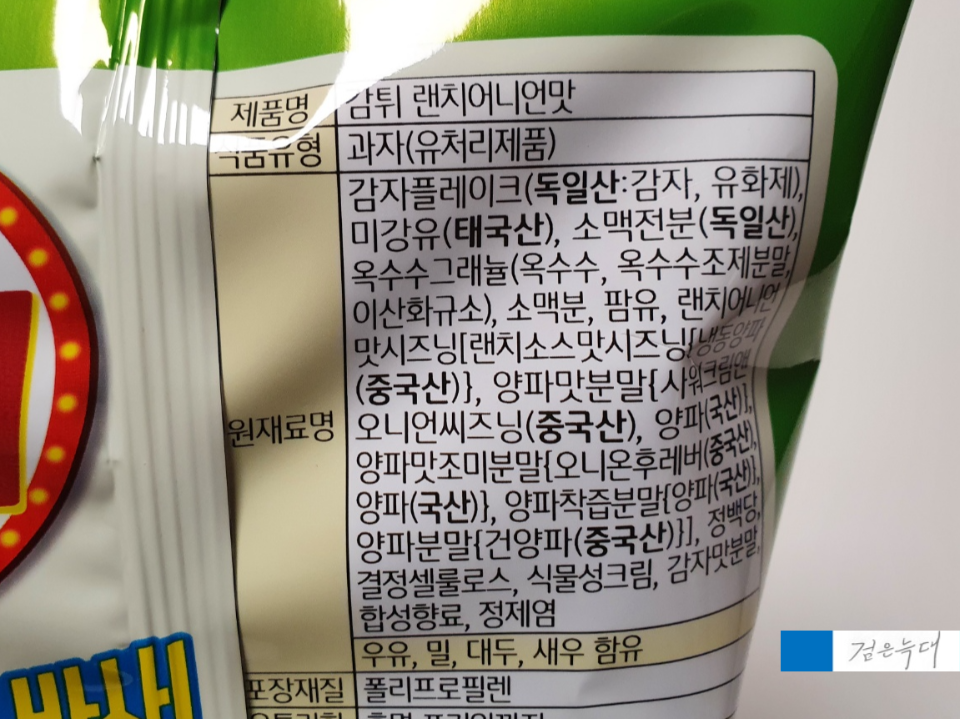 제품명 감튀 랜치어니언맛
식품유형 과자(유처리제품)
원재료명
감자플레이크(독일산:감자, 유화제),
미강유(태국산), 소맥전분(독일산),
옥수수그래뉼(옥수수, 옥수수조제분말,
이산화규소), 소맥분, 팜유, 랜치어니언
맛시즈닝[랜치소스맛시즈닝{냉동양파
(중국산)}, 양파맛분말{사워크림앤
오니언씨즈닝(중국산), 양파(국산)},
양파맛조미분말{오니온후레버(중국산),
양파(국산)}, 양파착즙분말{양파(국산)},
양파분말{건양파(중국산)}], 정백당,
결정셀룰로스, 식물성크림, 감자맛분말,
합성향료, 정제염
우유, 밀, 대두, 새우 함유
포장재질 폴리프로필렌
검은늑대